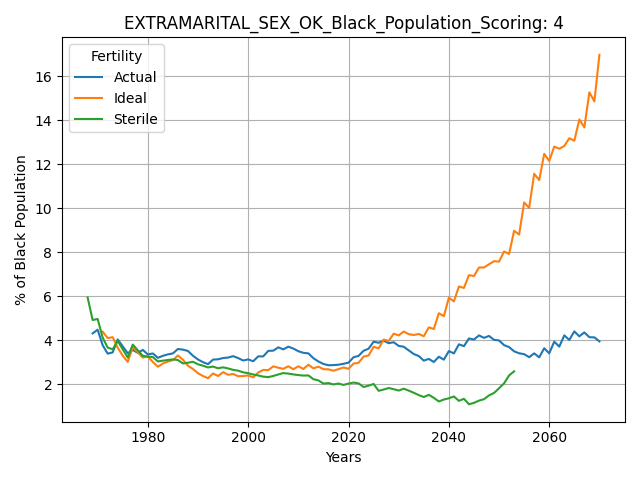 EXTRAMARITAL_SEX_OK_Black_Population_Scoring: 4
Fertility
Actual
Ideal
Sterile
% of Black Population
16
14
12
10
8
6
4
2
1980 2000 2020 2040 2060
Years